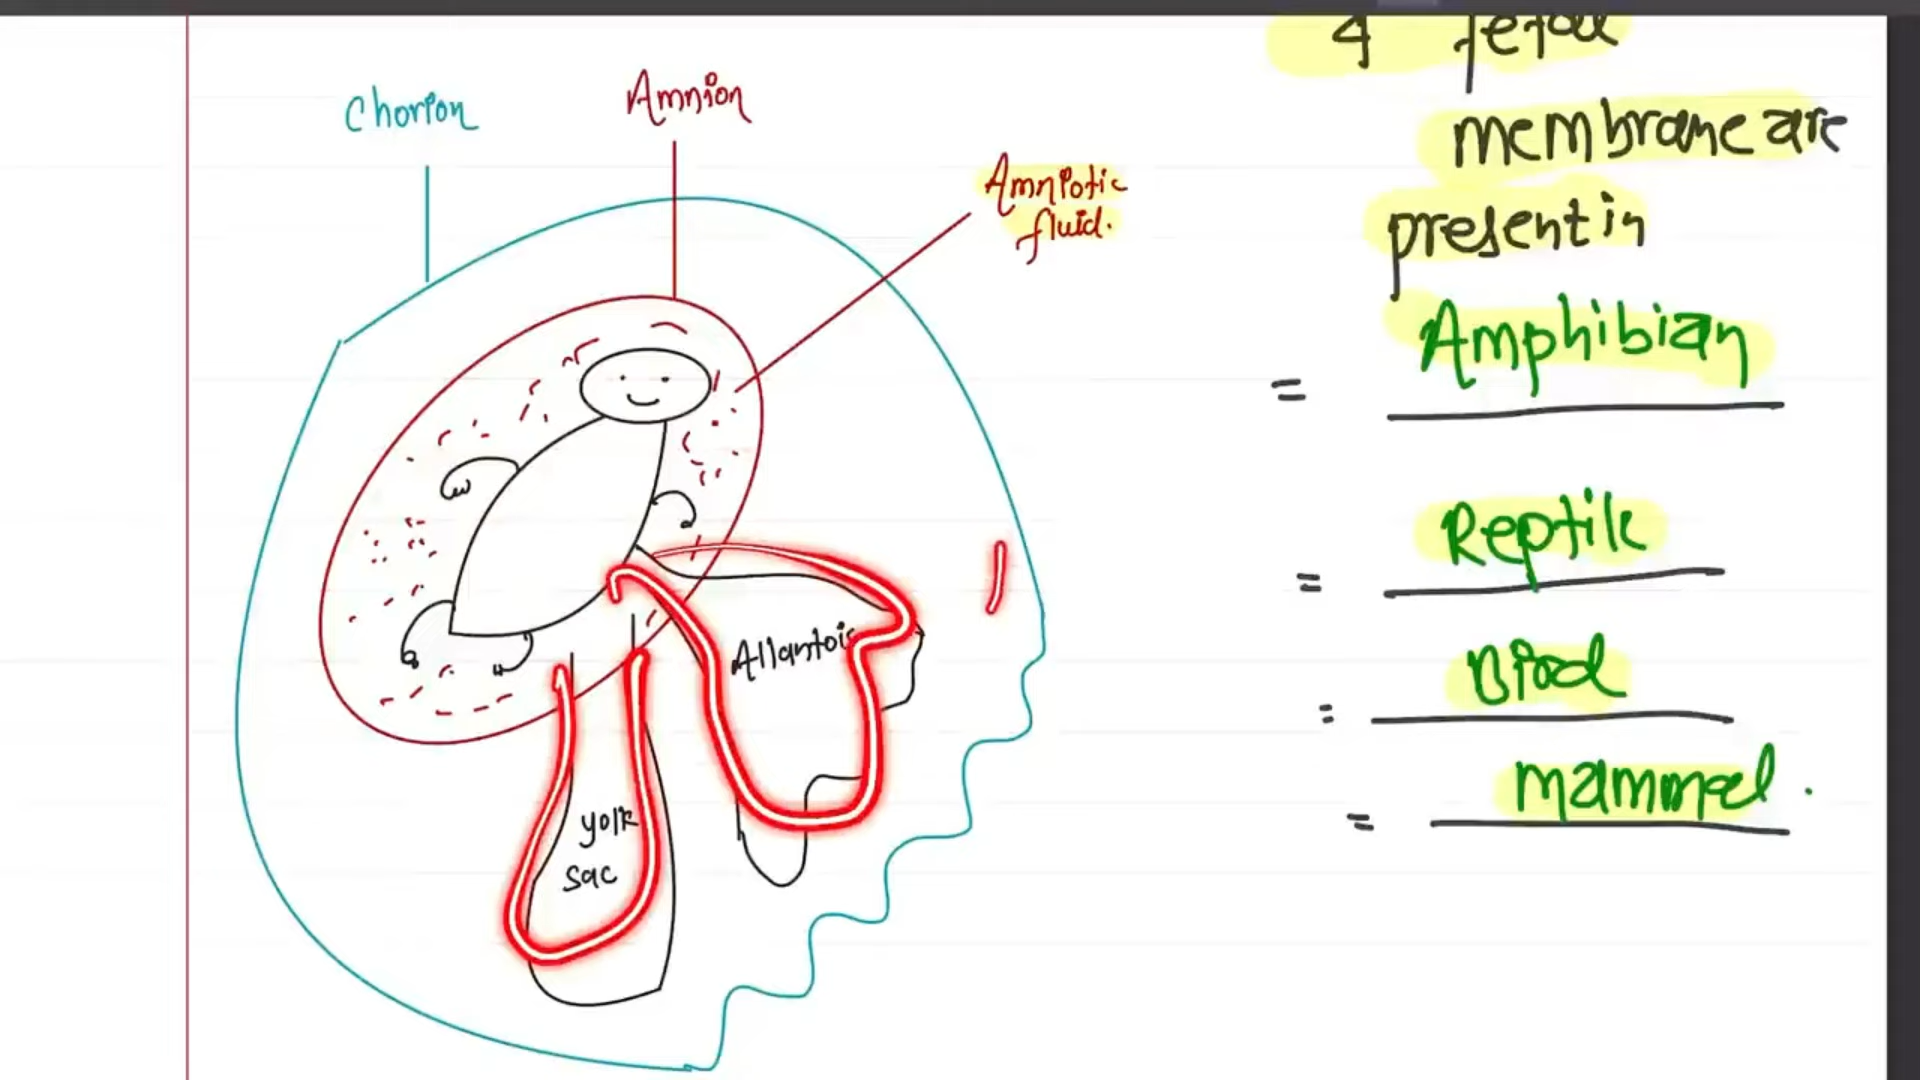 4 fetal
membrane are
present in
= Amphibian
= Reptile
= Bird
= mammal.
Chorion
Amnion
Amniotic
fluid.
Allantois
yolk
sac